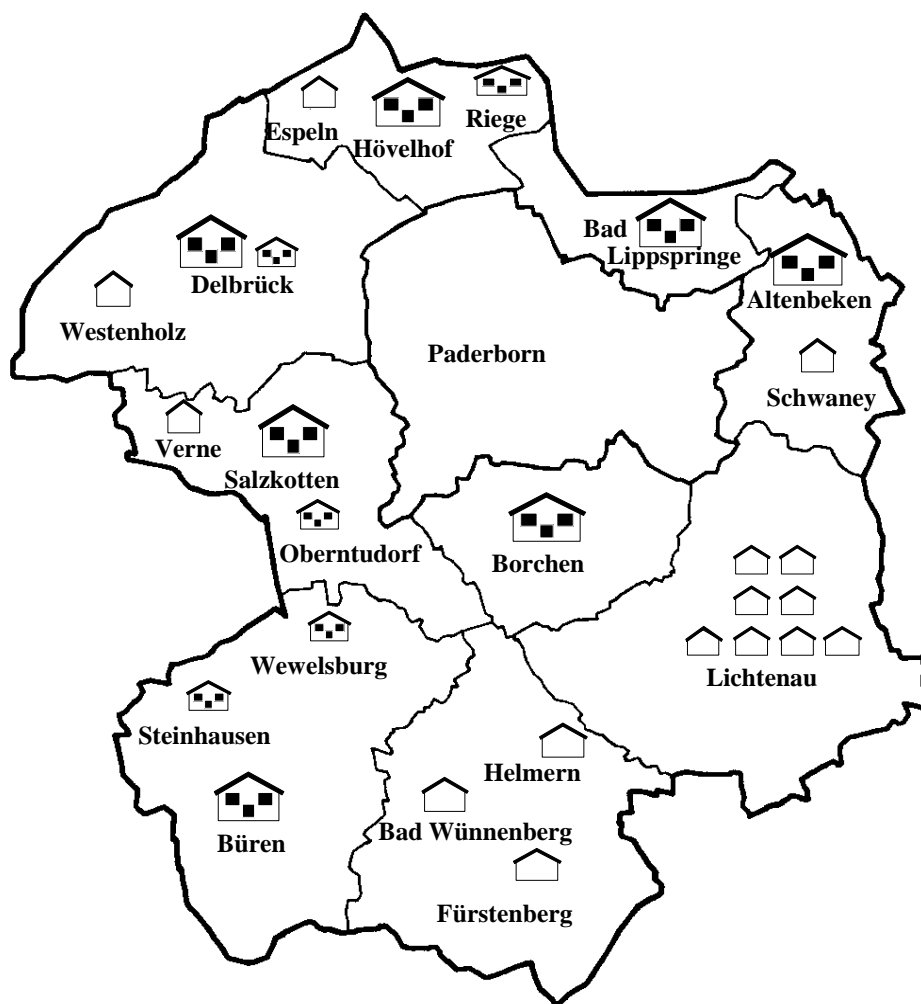 Espeln
Hövelhof
Riege
Bad
Lippspringe
Delbrück
Westenholz
Altenbeken
Paderborn
Schwaney
Verne
Salzkotten
Oberntudorf
Borchen
Wewelsburg
Lichtenau
Steinhausen
Helmern
Bad Wünnenberg
Büren
Fürstenberg